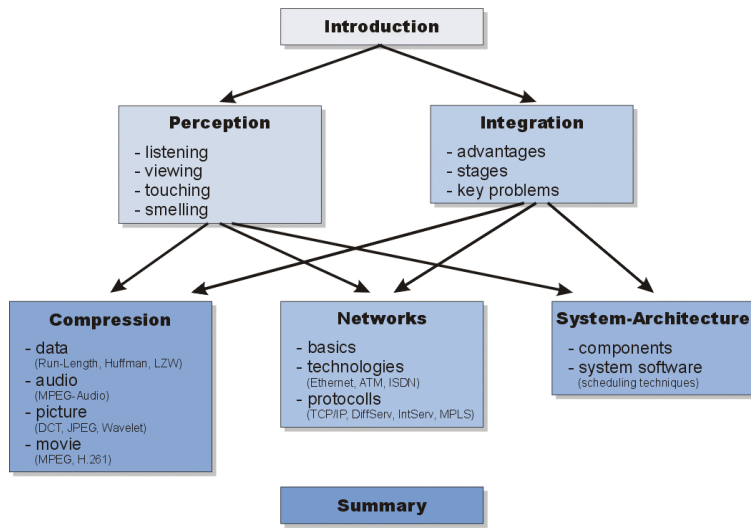 Introduction
Perception
- listening
- viewing
- touching
- smelling
Integration
- advantages
- stages
- key problems
Compression
- data
(Run-Length, Huffman, LZW)
- audio
(MPEG-Audio)
- picture
(DCT, JPEG, Wavelet)
- movie
(MPEG, H.261)
Networks
- basics
- technologies
(Ethernet, ATM, ISDN)
- protocolls
(TCP/IP, DiffServ, IntServ, MPLS)
System-Architecture
- components
- system software
(scheduling techniques)
Summary